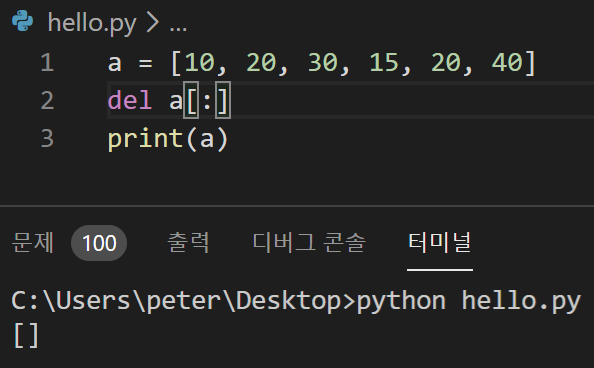 hello.py > ...
1 a = [10, 20, 30, 15, 20, 40]
2 del a[:]
3 print(a)
문제 100 출력 디버그 콘솔 터미널
C:\Users\peter\Desktop>python hello.py
[]